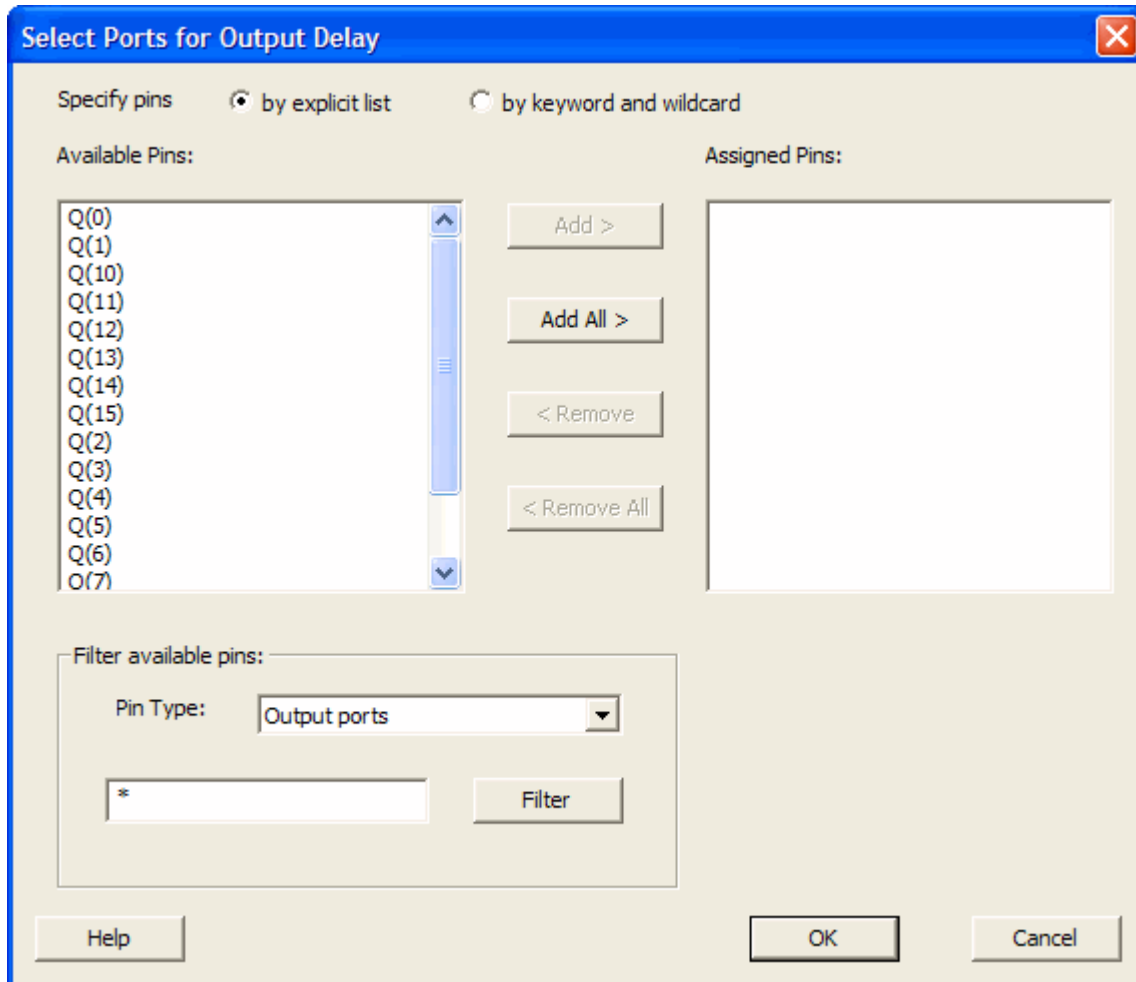 Select Ports for Output Delay
Specify pins by explicit list by keyword and wildcard
Available Pins: Assigned Pins:
Q(0)
Q(1)
Q(10)
Q(11)
Q(12)
Q(13)
Q(14)
Q(15)
Q(2)
Q(3)
Q(4)
Q(5)
Q(6)
Q(7)
Add >
Add All >
< Remove
< Remove All
Filter available pins:
Pin Type: Output ports
* Filter
Help OK Cancel